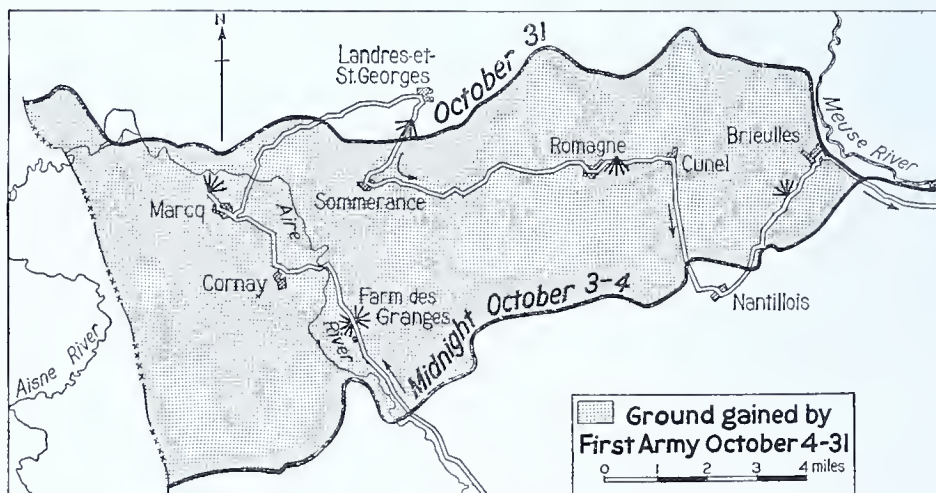 N
Landres-et-
St. Georges
October 31
Meuse River
Brieulles
Romagne
Cunel
Sommerance
Marcq
Aire
River
Cornay
Farm des
Granges
Midnight October 3-4
Nantillois
Aisne River
Ground gained by
First Army October 4-31
0 1 2 3 4 miles